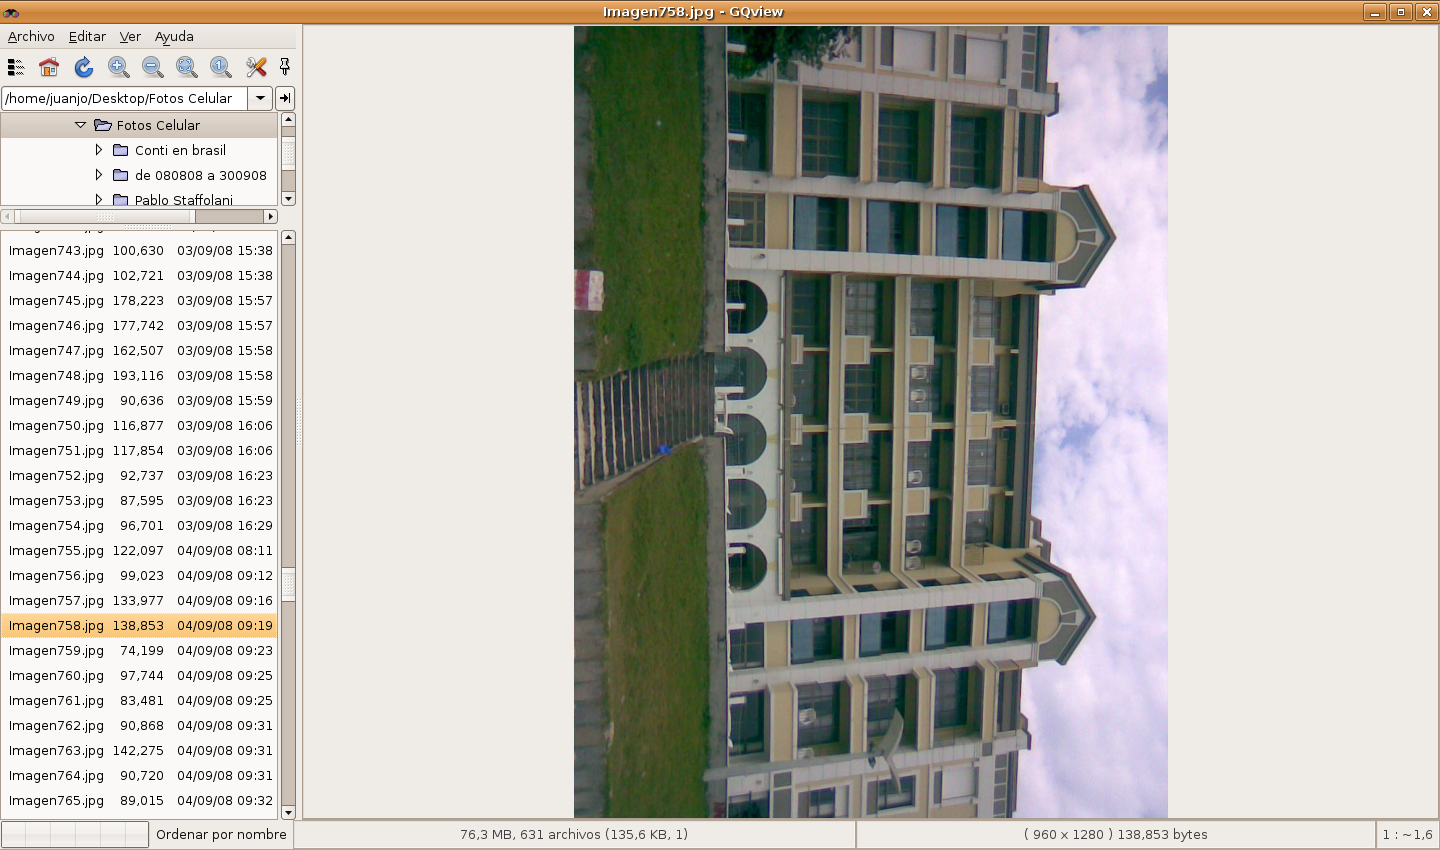 Imagen758.jpg - GQview
Archivo Editar Ver Ayuda
/home/juanjo/Desktop/Fotos Celular
Fotos Celular
Conti en brasil
de 080808 a 300908
Pablo Staffolani
Imagen743.jpg 100,630 03/09/08 15:38
Imagen744.jpg 102,721 03/09/08 15:38
Imagen745.jpg 178,223 03/09/08 15:57
Imagen746.jpg 177,742 03/09/08 15:57
Imagen747.jpg 162,507 03/09/08 15:58
Imagen748.jpg 193,116 03/09/08 15:58
Imagen749.jpg 90,636 03/09/08 15:59
Imagen750.jpg 116,877 03/09/08 16:06
Imagen751.jpg 117,854 03/09/08 16:06
Imagen752.jpg 92,737 03/09/08 16:23
Imagen753.jpg 87,595 03/09/08 16:23
Imagen754.jpg 96,701 03/09/08 16:29
Imagen755.jpg 122,097 04/09/08 08:11
Imagen756.jpg 99,023 04/09/08 09:12
Imagen757.jpg 133,977 04/09/08 09:16
Imagen758.jpg 138,853 04/09/08 09:19
Imagen759.jpg 74,199 04/09/08 09:23
Imagen760.jpg 97,744 04/09/08 09:25
Imagen761.jpg 83,481 04/09/08 09:25
Imagen762.jpg 90,868 04/09/08 09:31
Imagen763.jpg 142,275 04/09/08 09:31
Imagen764.jpg 90,720 04/09/08 09:31
Imagen765.jpg 89,015 04/09/08 09:32
Ordenar por nombre 76,3 MB, 631 archivos (135,6 KB, 1) ( 960 x 1280 ) 138,853 bytes 1 : ~1,6